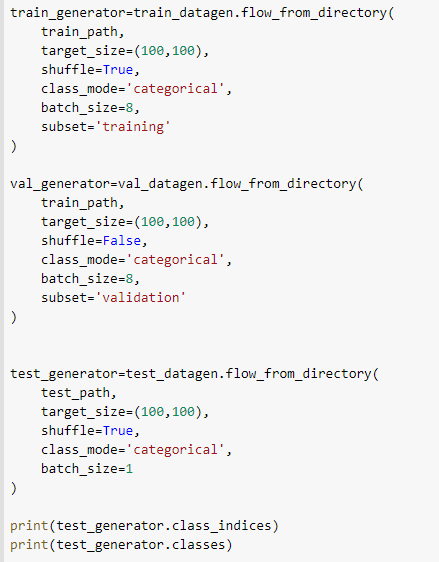 train_generator=train_datagen.flow_from_directory(
    train_path,
    target_size=(100,100),
    shuffle=True,
    class_mode='categorical',
    batch_size=8,
    subset='training'
)
val_generator=val_datagen.flow_from_directory(
    train_path,
    target_size=(100,100),
    shuffle=False,
    class_mode='categorical',
    batch_size=8,
    subset='validation'
)
test_generator=test_datagen.flow_from_directory(
    test_path,
    target_size=(100,100),
    shuffle=True,
    class_mode='categorical',
    batch_size=1
)
print(test_generator.class_indices)
print(test_generator.classes)